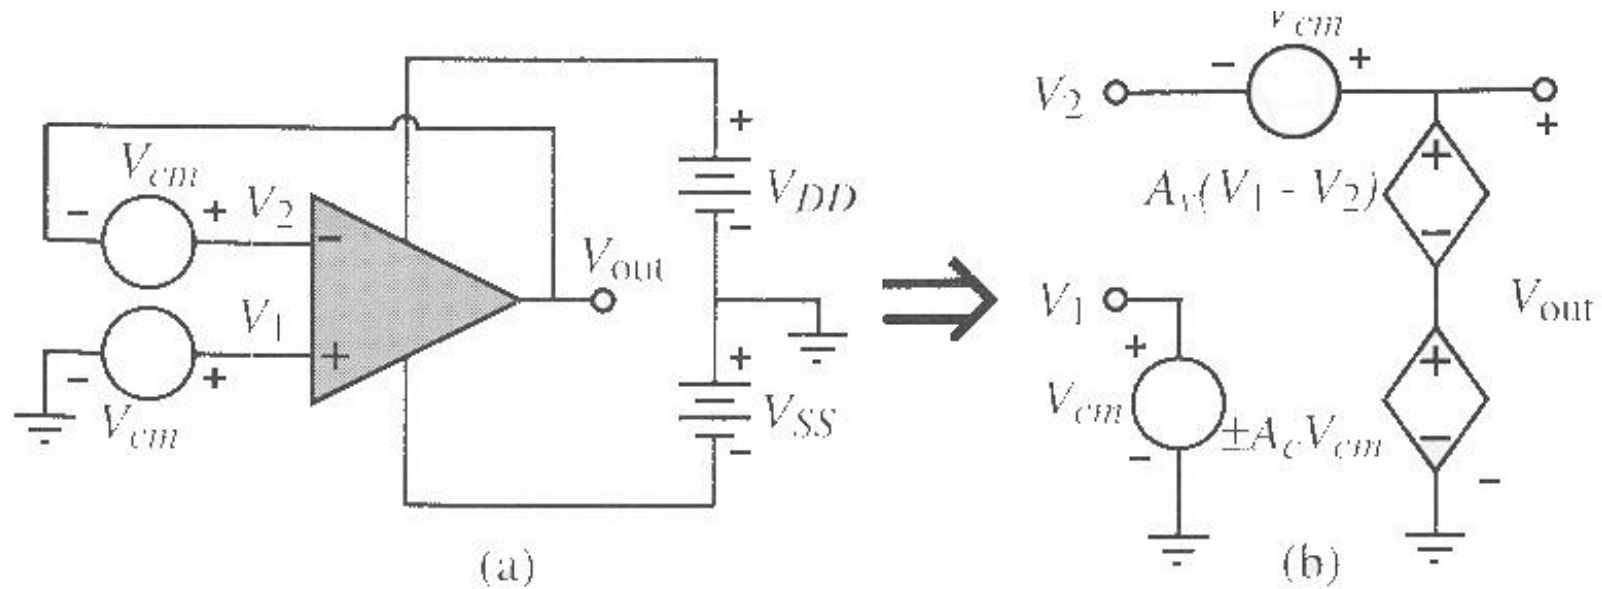 V_cm
V_2
V_1
V_cm
V_out
V_DD
V_SS
(a)
V_cm
V_2
A_v(V_1 - V_2)
V_1
V_cm
±A_cV_cm
V_out
(b)